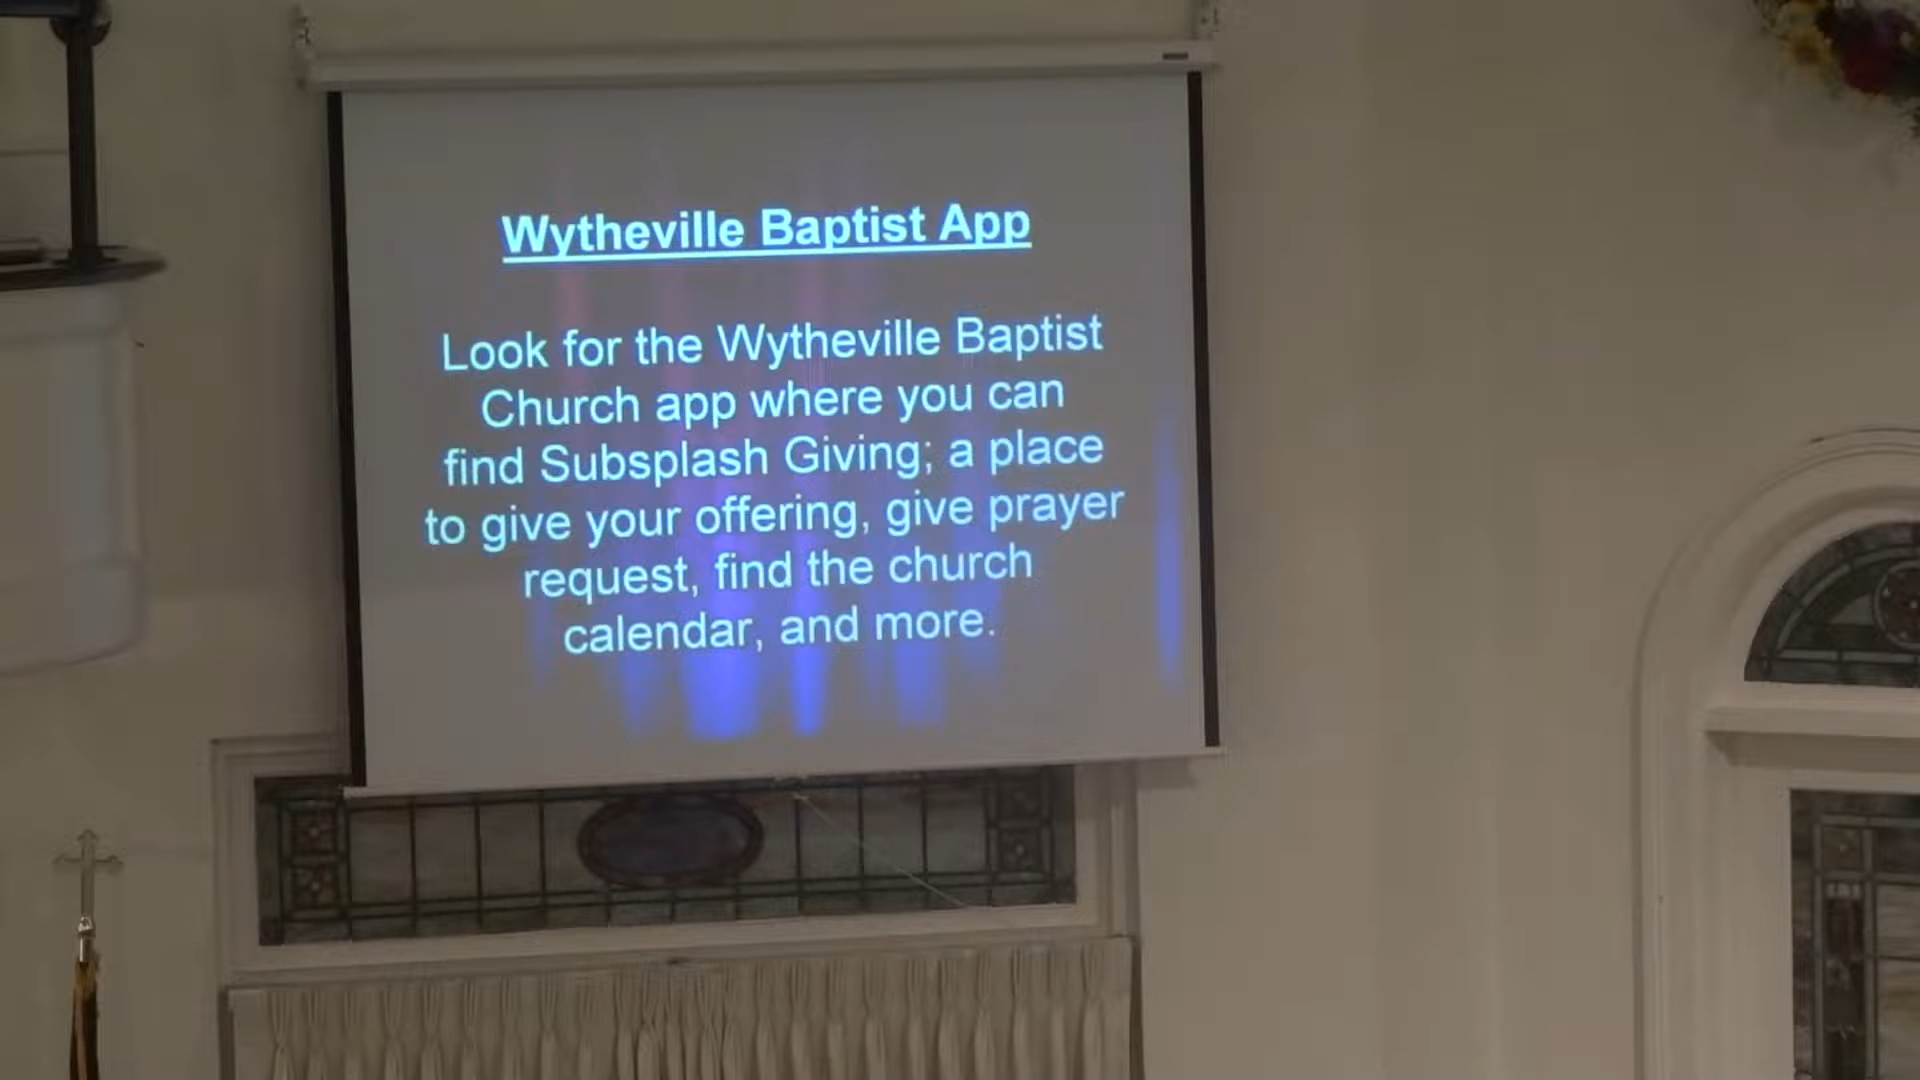 Wytheville Baptist App
Look for the Wytheville Baptist
Church app where you can
find Subsplash Giving; a place
to give your offering, give prayer
request, find the church
calendar, and more.